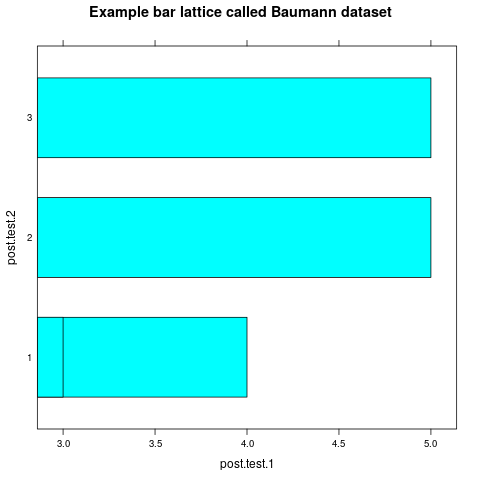 Example bar lattice called Baumann dataset
post.test.2
3
2
1
3.0 3.5 4.0 4.5 5.0
post.test.1